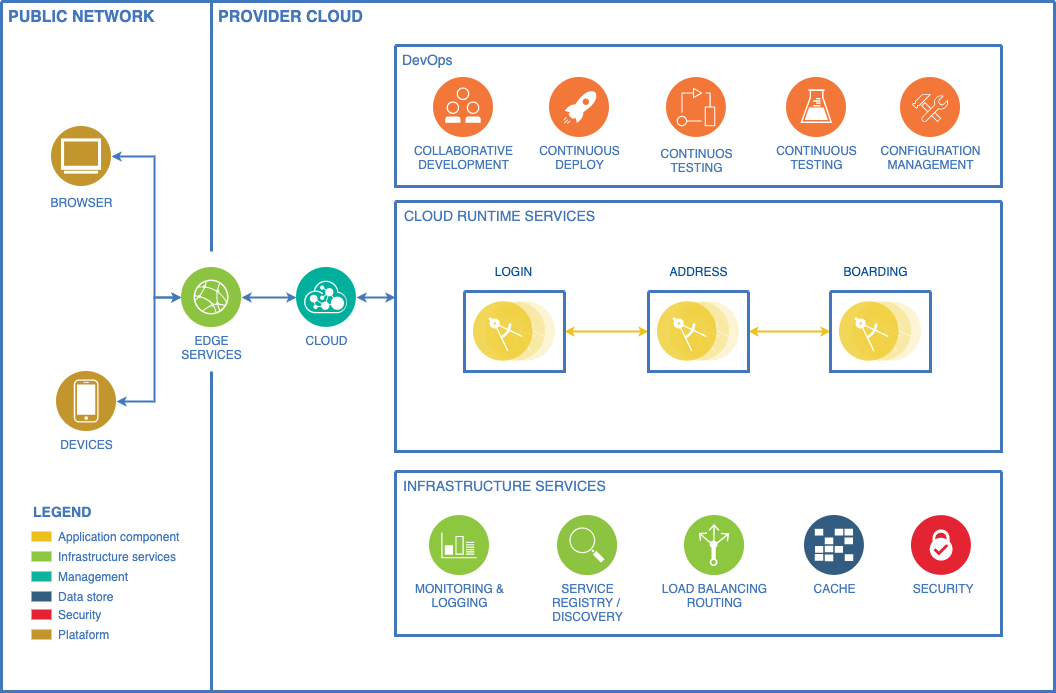 PUBLIC NETWORK
PROVIDER CLOUD
DevOps
COLLABORATIVE
DEVELOPMENT
CONTINUOUS
DEPLOY
CONTINUOS
TESTING
CONTINUOUS
TESTING
CONFIGURATION
MANAGEMENT
BROWSER
EDGE
SERVICES
CLOUD
DEVICES
CLOUD RUNTIME SERVICES
LOGIN
ADDRESS
BOARDING
INFRASTRUCTURE SERVICES
MONITORING &
LOGGING
SERVICE
REGISTRY /
DISCOVERY
LOAD BALANCING
ROUTING
CACHE
SECURITY
LEGEND
Application component
Infrastructure services
Management
Data store
Security
Plataform